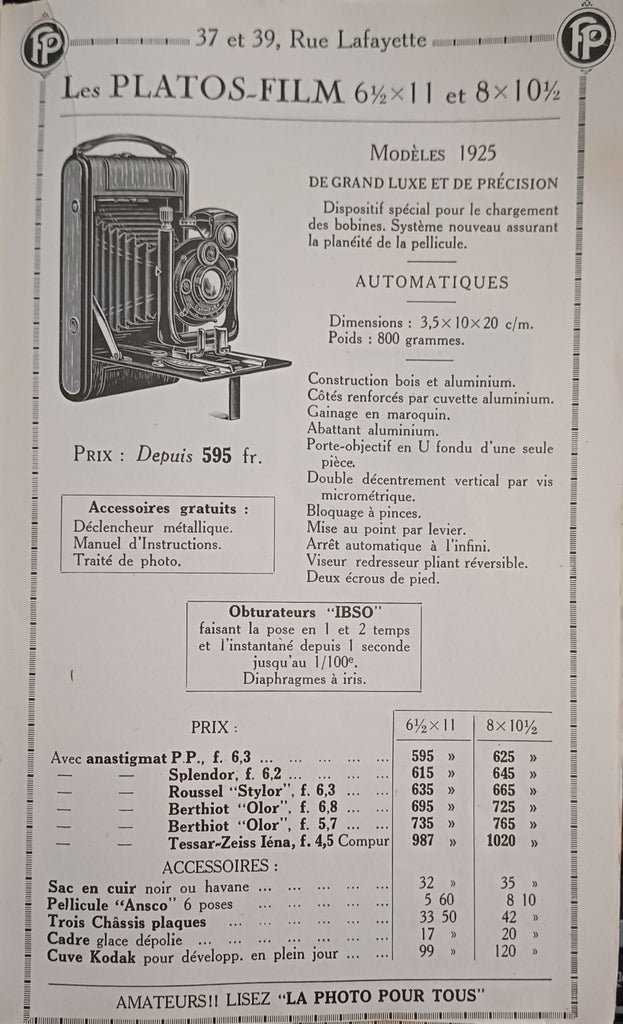 FP
37 et 39, Rue Lafayette
FP
Les PLATOS-FILM 6½×11 et 8×10½
MODÈLES 1925
DE GRAND LUXE ET DE PRÉCISION
Dispositif spécial pour le chargement
des bobines. Système nouveau assurant
la planéité de la pellicule.
AUTOMATIQUES
Dimensions : 3,5×10×20 c/m.
Poids : 800 grammes.
Construction bois et aluminium.
Côtés renforcés par cuvette aluminium.
Gainage en maroquin.
Abattant aluminium.
Porte-objectif en U fondu d'une seule
pièce.
Double décentrement vertical par vis
micrométrique.
Bloquage à pinces.
Mise au point par levier.
Arrêt automatique à l'infini.
Viseur redresseur pliant réversible.
Deux écrous de pied.
PRIX : Depuis 595 fr.
Accessoires gratuits :
Déclencheur métallique.
Manuel d'Instructions.
Traité de photo.
Obturateurs "IBSO"
faisant la pose en 1 et 2 temps
et l'instantané depuis 1 seconde
jusqu'au 1/100e.
Diaphragmes à iris.
PRIX : 6½×11 8×10½
Avec anastigmat P.P., f. 6,3 ... ... ... ... 595 » 625 »
— — Splendor, f. 6,2 ... ... ... ... 615 » 645 »
— — Roussel "Stylor", f. 6,3 ... ... 635 » 665 »
— — Berthiot "Olor", f. 6,8 ... ... 695 » 725 »
— — Berthiot "Olor", f. 5,7 ... ... 735 » 765 »
— — Tessar-Zeiss Iéna, f. 4,5 Compur 987 » 1020 »
ACCESSOIRES :
Sac en cuir noir ou havane ... ... ... ... ... 32 » 35 »
Pellicule "Ansco" 6 poses ... ... ... ... ... 5 60 8 10
Trois Châssis plaques ... ... ... ... ... ... 33 50 42 »
Cadre glace dépolie ... ... ... ... ... ... 17 » 20 »
Cuve Kodak pour développ. en plein jour ... ... 99 » 120 »
AMATEURS!! LISEZ "LA PHOTO POUR TOUS"